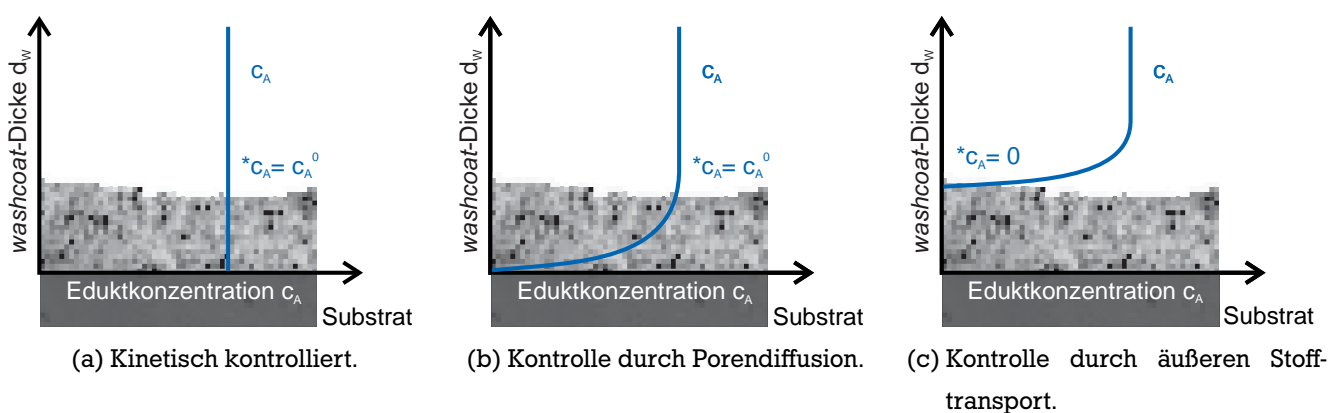 washcoat-Dicke d_w
c_A
*c_A= c_A^0
Eduktkonzentration c_A
Substrat
(a) Kinetisch kontrolliert.
washcoat-Dicke d_w
c_A
*c_A= c_A^0
Eduktkonzentration c_A
Substrat
(b) Kontrolle durch Porendiffusion.
washcoat-Dicke d_w
c_A
*c_A= 0
Eduktkonzentration c_A
Substrat
(c) Kontrolle durch äußeren Stoff-
transport.